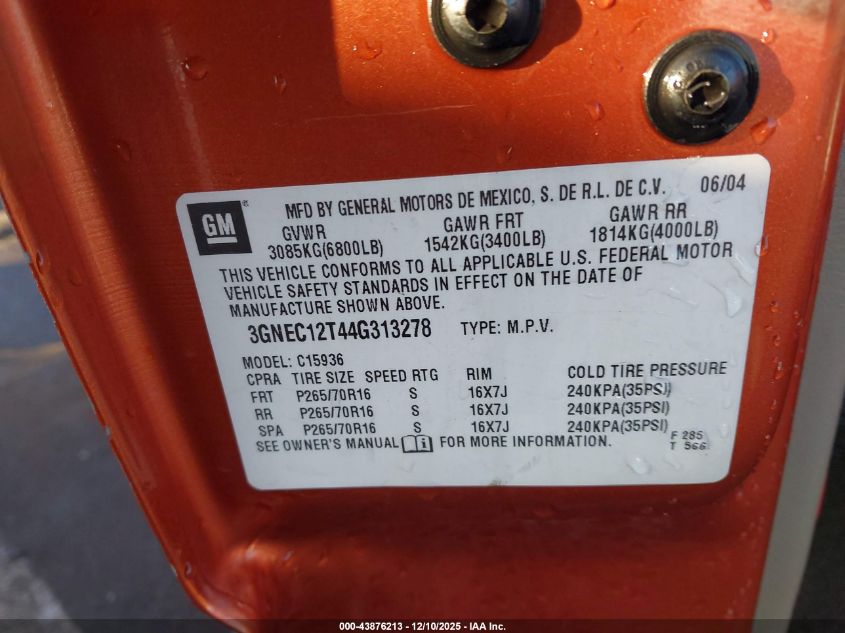 GM ®
MFD BY GENERAL MOTORS DE MEXICO, S. DE R.L. DE C.V. 06/04
GVWR GAWR FRT GAWR RR
3085KG(6800LB) 1542KG(3400LB) 1814KG(4000LB)
THIS VEHICLE CONFORMS TO ALL APPLICABLE U.S. FEDERAL MOTOR
VEHICLE SAFETY STANDARDS IN EFFECT ON THE DATE OF
MANUFACTURE SHOWN ABOVE.
3GNEC12T44G313278 TYPE: M.P.V.
MODEL: C15936
CPRA TIRE SIZE SPEED RTG RIM COLD TIRE PRESSURE
FRT P265/70R16 S 16X7J 240KPA(35PSI)
RR P265/70R16 S 16X7J 240KPA(35PSI)
SPA P265/70R16 S 16X7J 240KPA(35PSI)
SEE OWNER'S MANUAL FOR MORE INFORMATION.
F 285
T 566
000-43876213 - 12/10/2025 - IAA Inc.